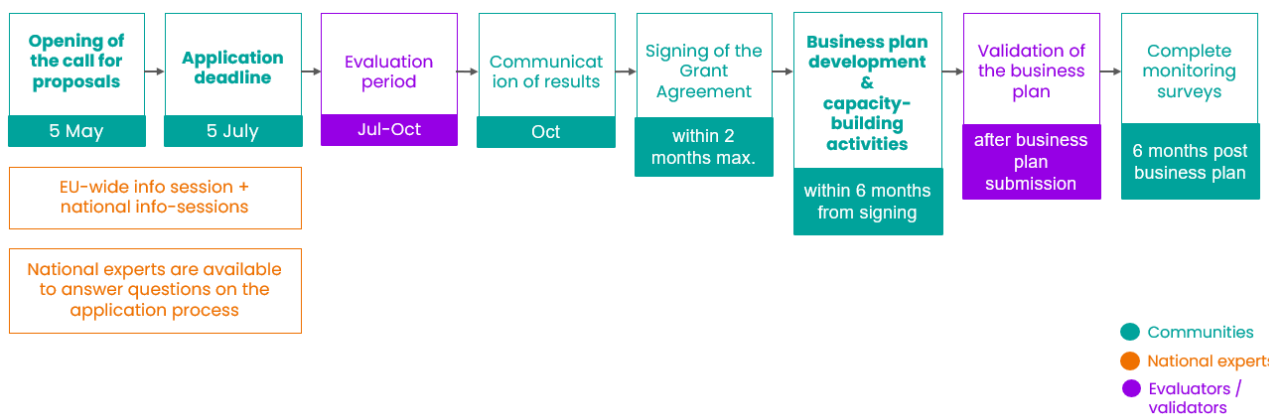 Opening of
the call for
proposals
5 May
Application
deadline
5 July
Evaluation
period
Jul-Oct
Communicat
ion of results
Oct
Signing of the
Grant
Agreement
within 2
months max.
Business plan
development
&
capacity-
building
activities
within 6 months
from signing
Validation of
the business
plan
after business
plan
submission
Complete
monitoring
surveys
6 months post
business plan
EU-wide info session +
national info-sessions
National experts are available
to answer questions on the
application process
Communities
National experts
Evaluators /
validators